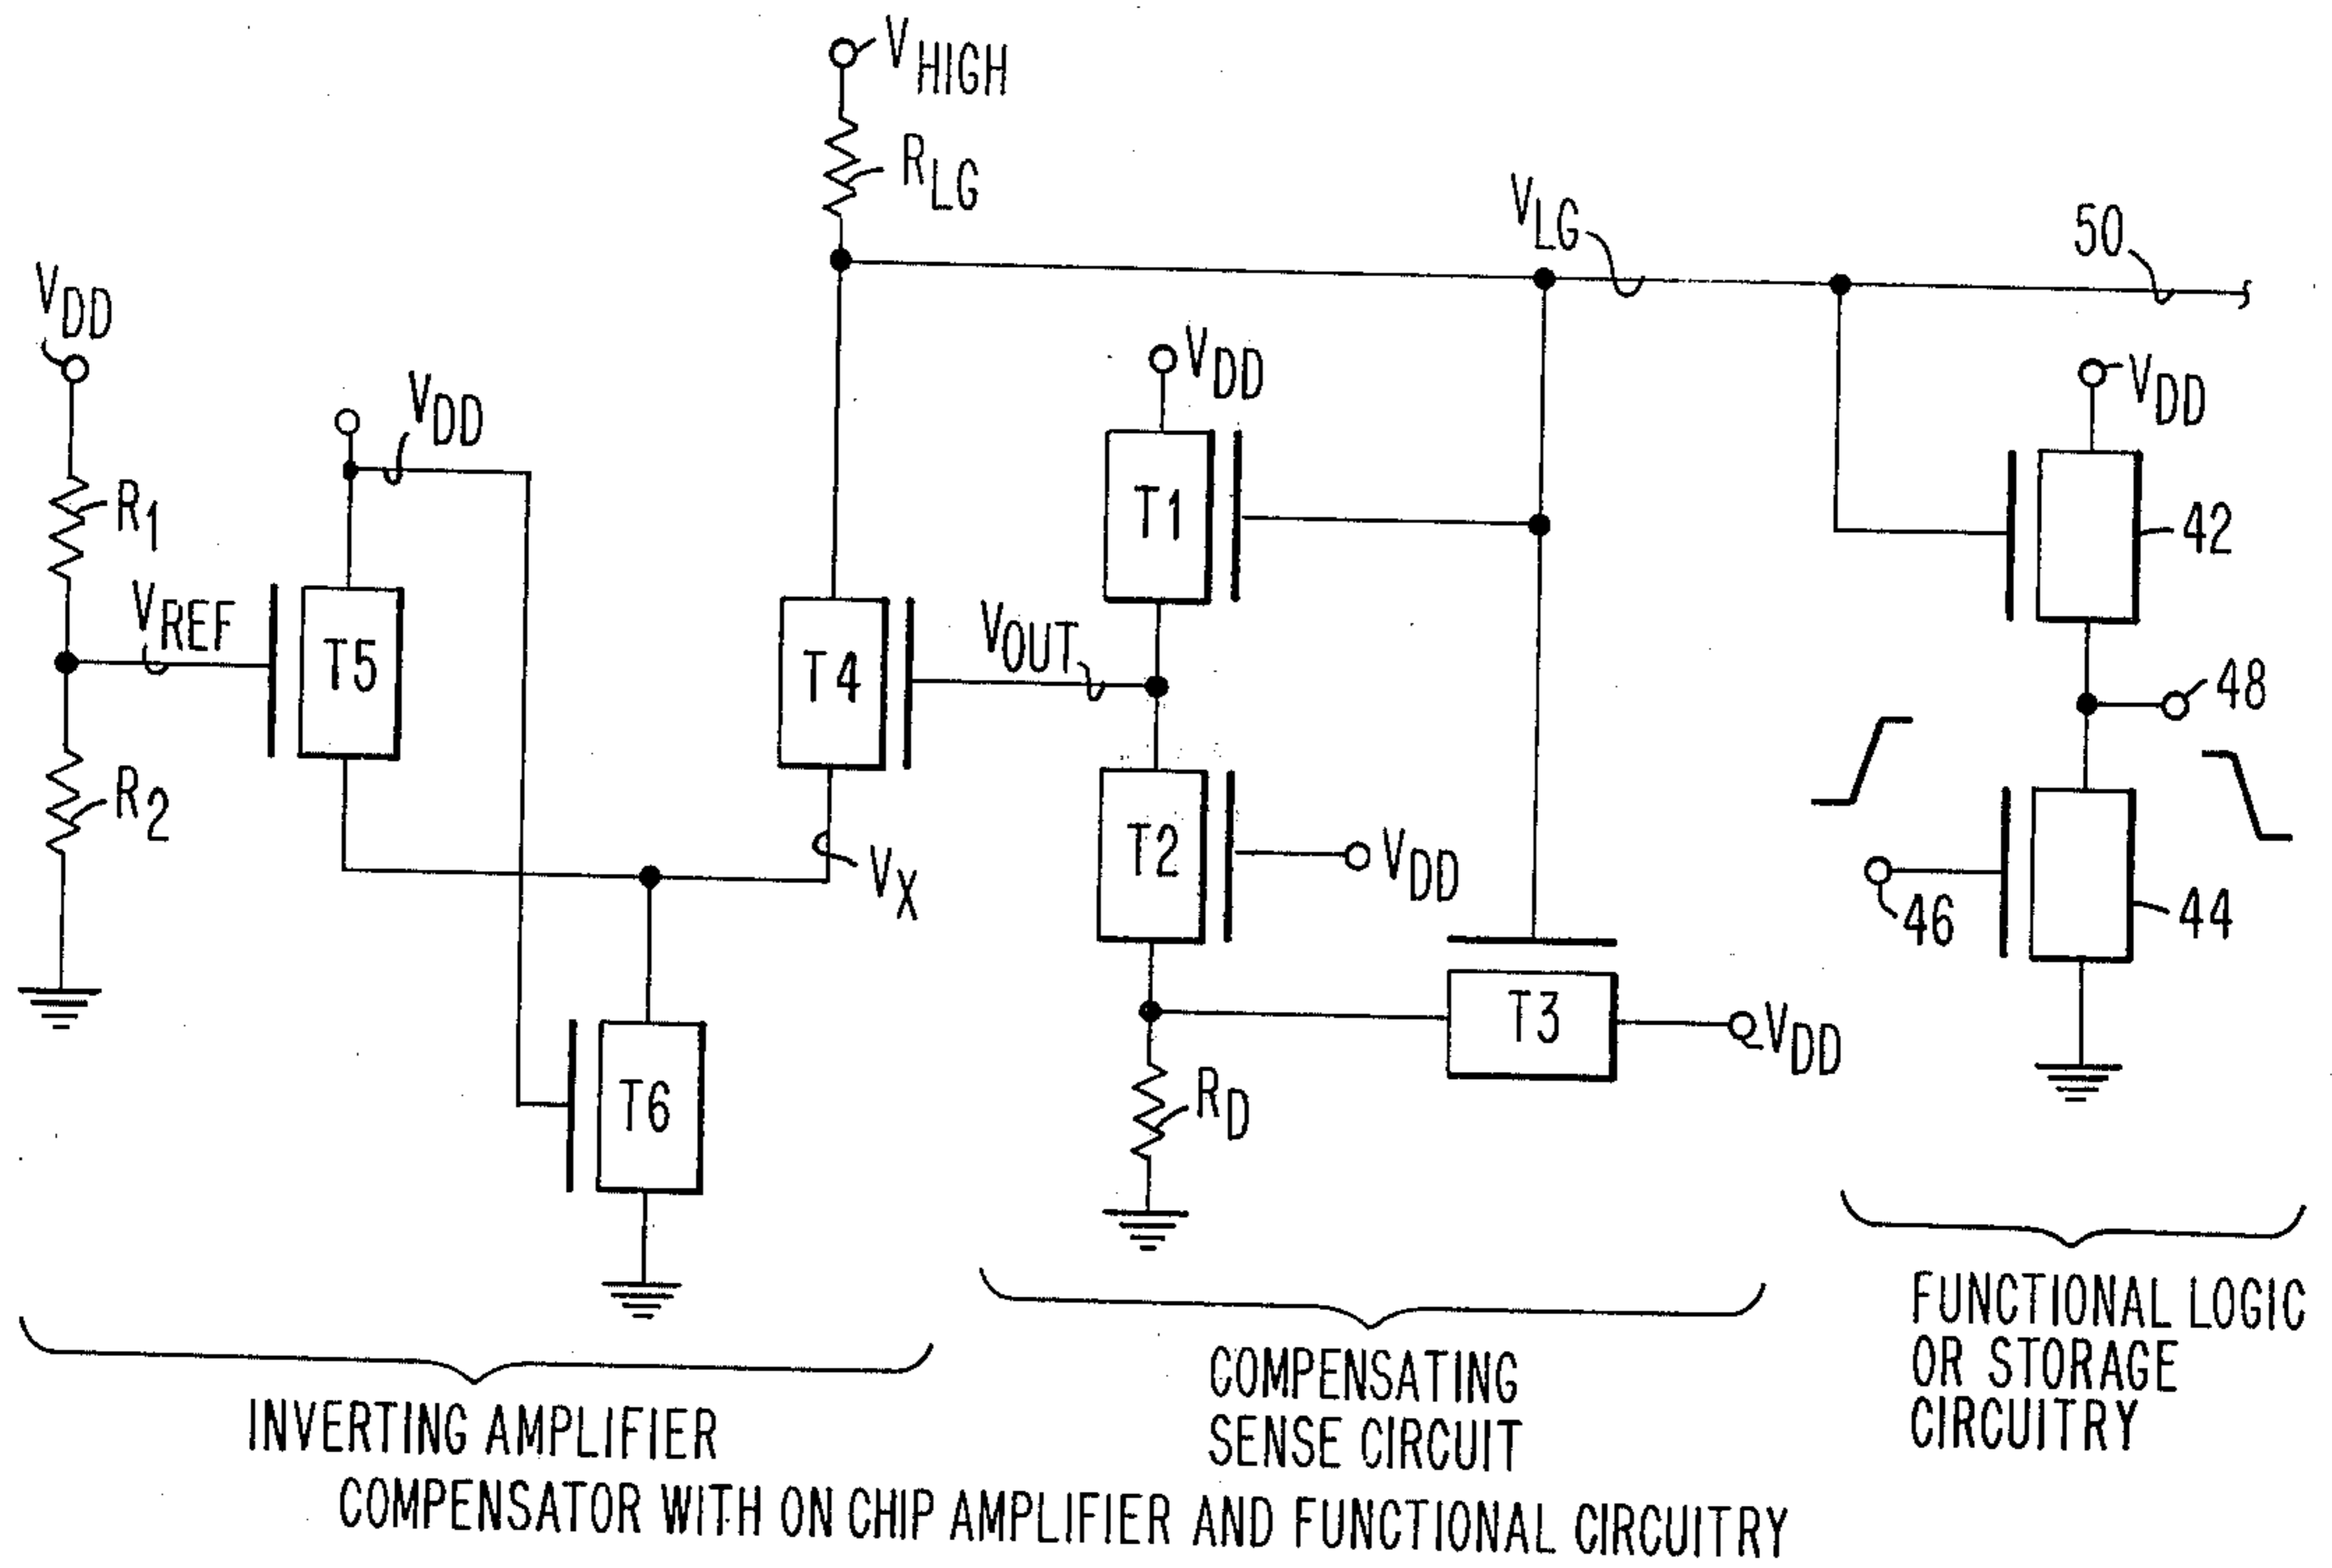 VHIGH
RLG
VLG
50
VDD
VDD
VDD
VDD
R1
T1
42
VREF
T5
T4
VOUT
48
R2
T2
VDD
VX
46
44
T3
VDD
T6
RD
INVERTING AMPLIFIER
COMPENSATING
SENSE CIRCUIT
FUNCTIONAL LOGIC
OR STORAGE
CIRCUITRY
COMPENSATOR WITH ON CHIP AMPLIFIER AND FUNCTIONAL CIRCUITRY